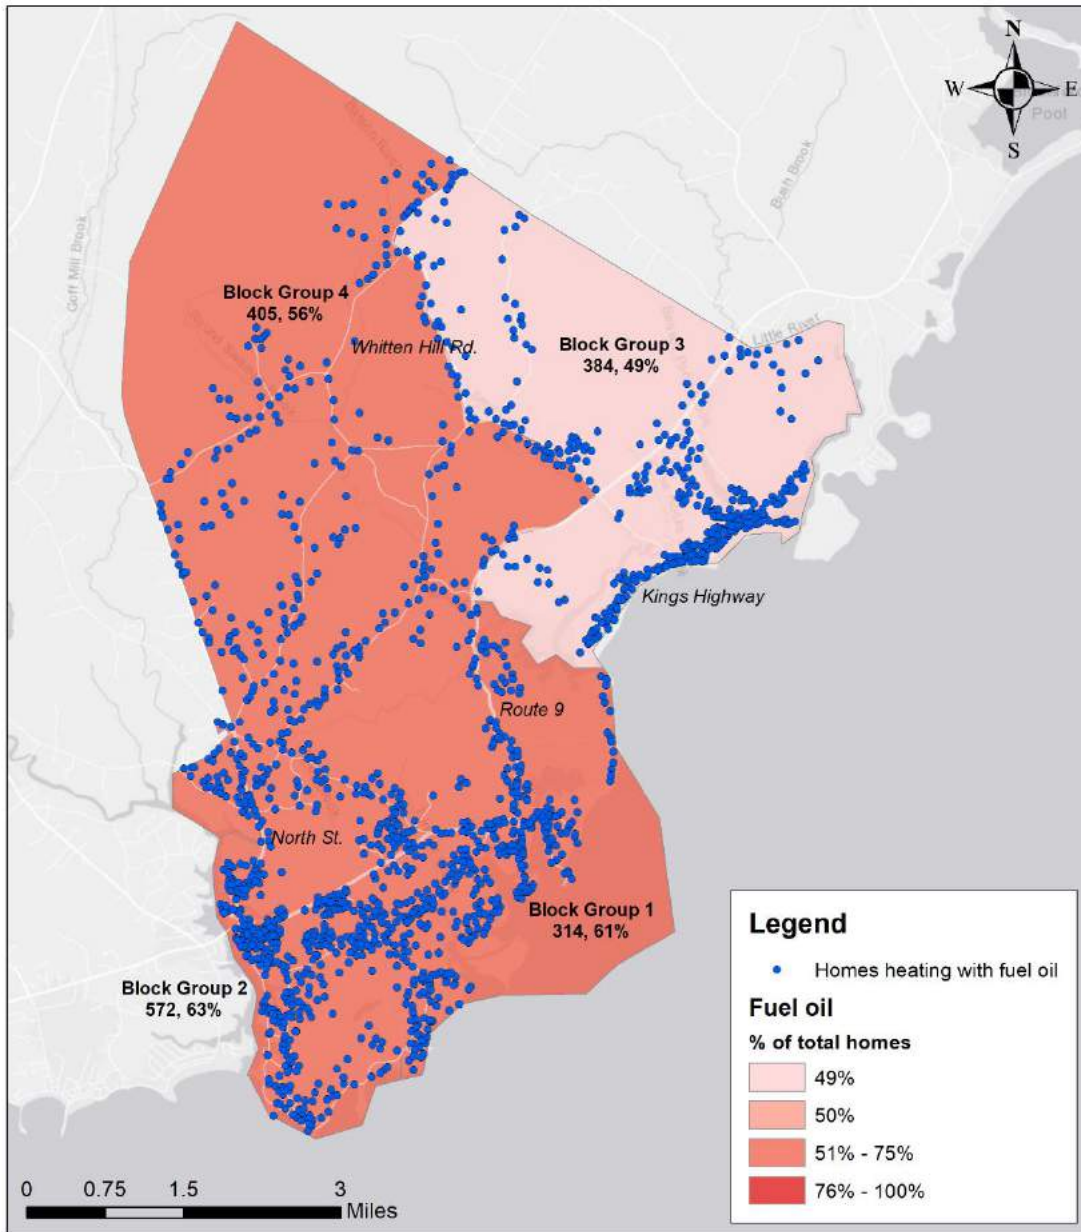 N
W E
S
Pool
Bush Brook
Goff Mill Brook
Block Group 4
405, 56%
Whitten Hill Rd.
Little River
Block Group 3
384, 49%
Kings Highway
Route 9
North St.
Block Group 1
314, 61%
Block Group 2
572, 63%
Legend
Homes heating with fuel oil
Fuel oil
% of total homes
49%
50%
51% - 75%
76% - 100%
0 0.75 1.5 3
Miles